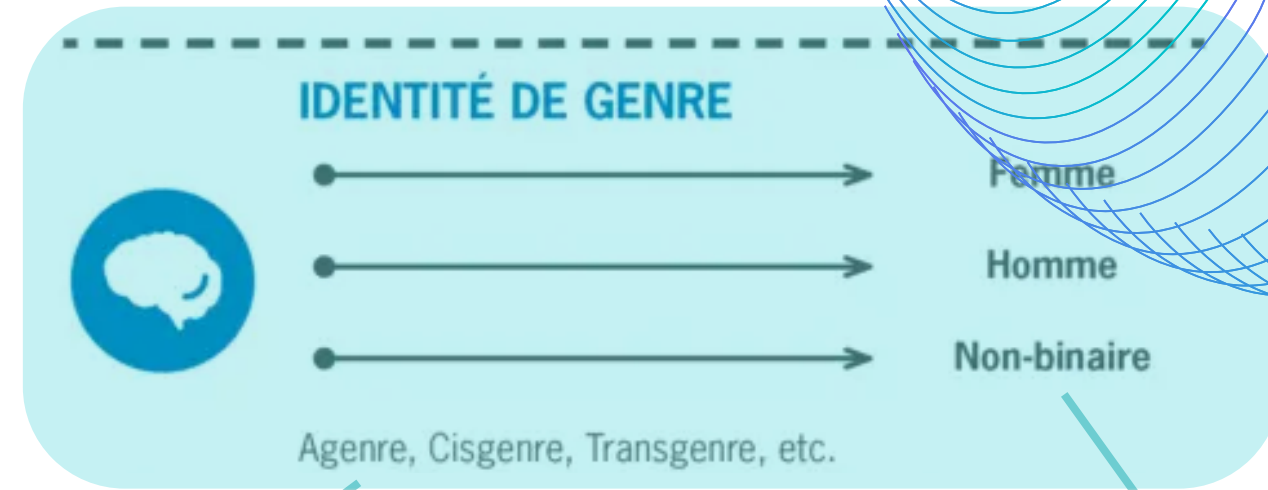 IDENTITÉ DE GENRE
Femme
Homme
Non-binaire
Agenre, Cisgenre, Transgenre, etc.